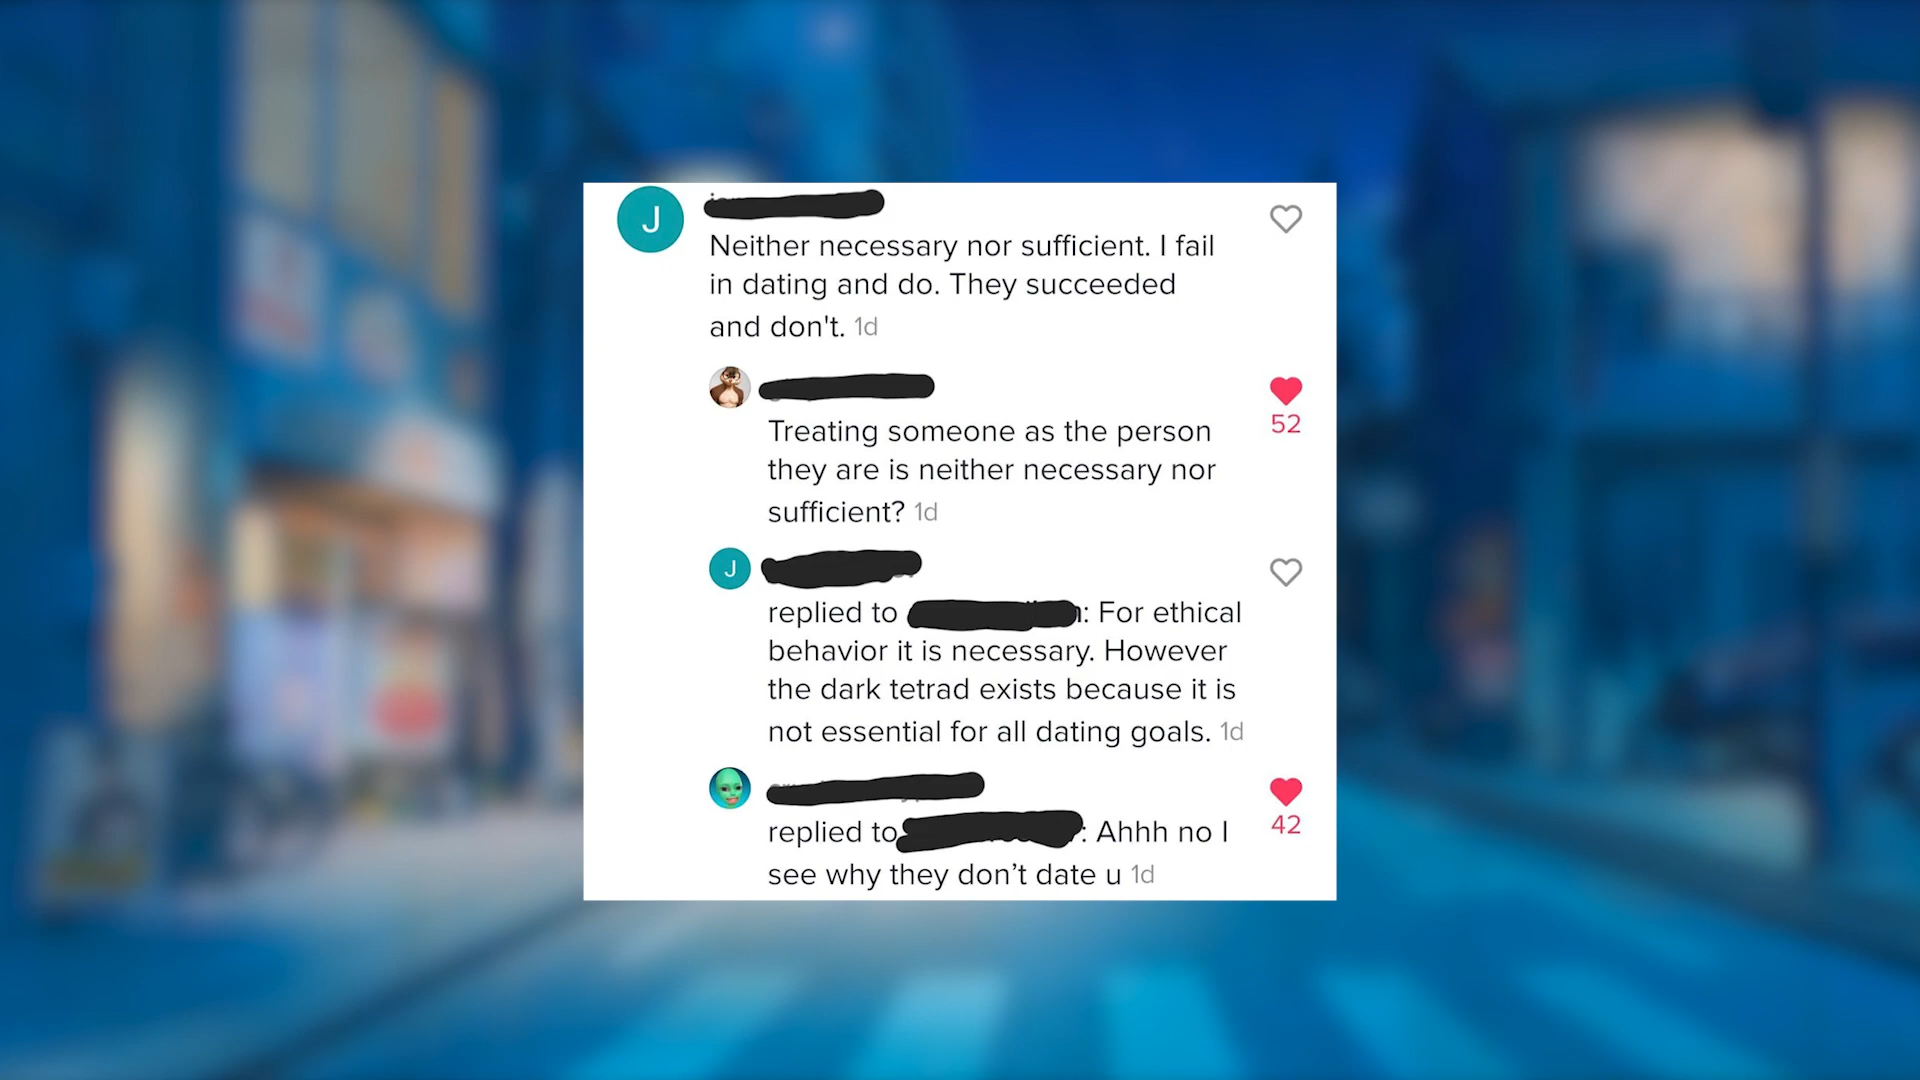 J
Neither necessary nor sufficient. I fail
in dating and do. They succeeded
and don't. 1d
52
Treating someone as the person
they are is neither necessary nor
sufficient? 1d
J
replied to : For ethical
behavior it is necessary. However
the dark tetrad exists because it is
not essential for all dating goals. 1d
42
replied to : Ahhh no I
see why they don’t date u 1d